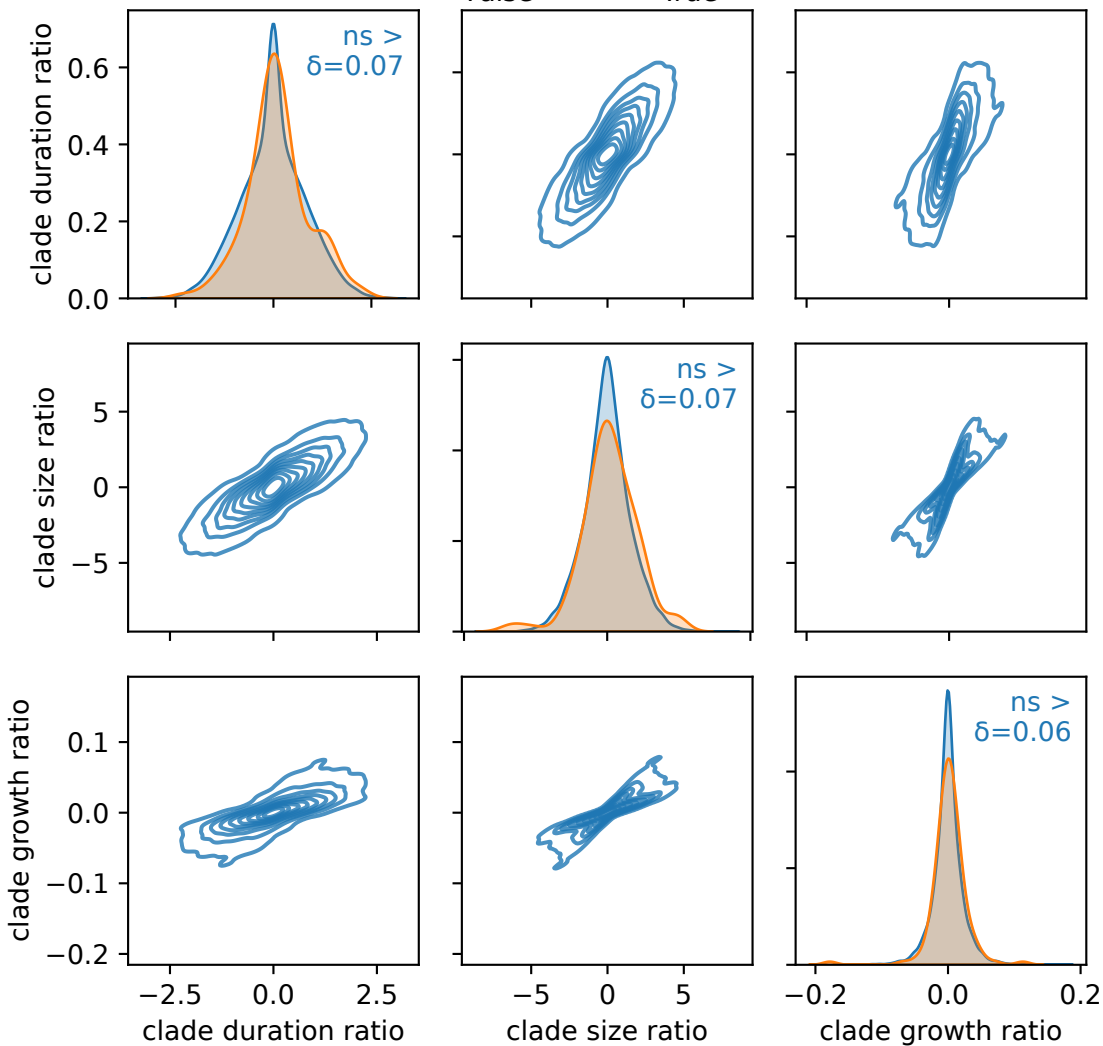 ns >
δ=0.07
clade duration ratio
0.6
0.4
0.2
0.0
ns >
δ=0.07
clade size ratio
5
0
−5
ns >
δ=0.06
clade growth ratio
0.1
0.0
−0.1
−0.2
−2.5 0.0 2.5
−5 0 5
−0.2 0.0 0.2
clade duration ratio
clade size ratio
clade growth ratio